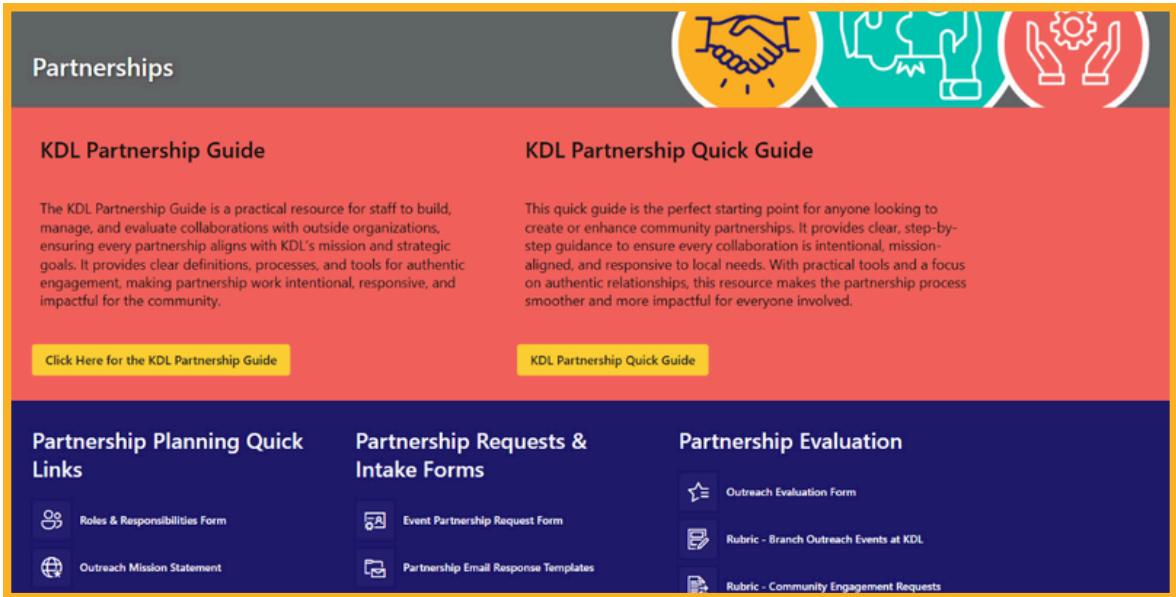 Partnerships
KDL Partnership Guide
The KDL Partnership Guide is a practical resource for staff to build,
manage, and evaluate collaborations with outside organizations,
ensuring every partnership aligns with KDL's mission and strategic
goals. It provides clear definitions, processes, and tools for authentic
engagement, making partnership work intentional, responsive, and
impactful for the community.
Click Here for the KDL Partnership Guide
KDL Partnership Quick Guide
This quick guide is the perfect starting point for anyone looking to
create or enhance community partnerships. It provides clear, step-by-
step guidance to ensure every collaboration is intentional, mission-
aligned, and responsive to local needs. With practical tools and a focus
on authentic relationships, this resource makes the partnership process
smoother and more impactful for everyone involved.
KDL Partnership Quick Guide
Partnership Planning Quick
Links
Roles & Responsibilities Form
Outreach Mission Statement
Partnership Requests &
Intake Forms
Event Partnership Request Form
Partnership Email Response Templates
Partnership Evaluation
Outreach Evaluation Form
Rubric - Branch Outreach Events at KDL
Rubric - Community Engagement Requests